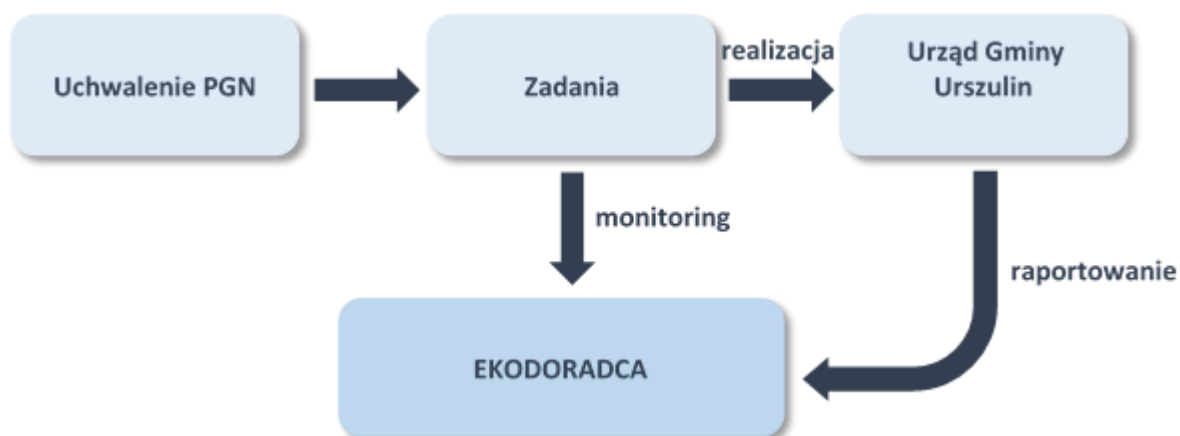 Uchwalenie PGN
Zadania
realizacja
Urząd Gminy
Urszulin
monitoring
raportowanie
EKODORADCA